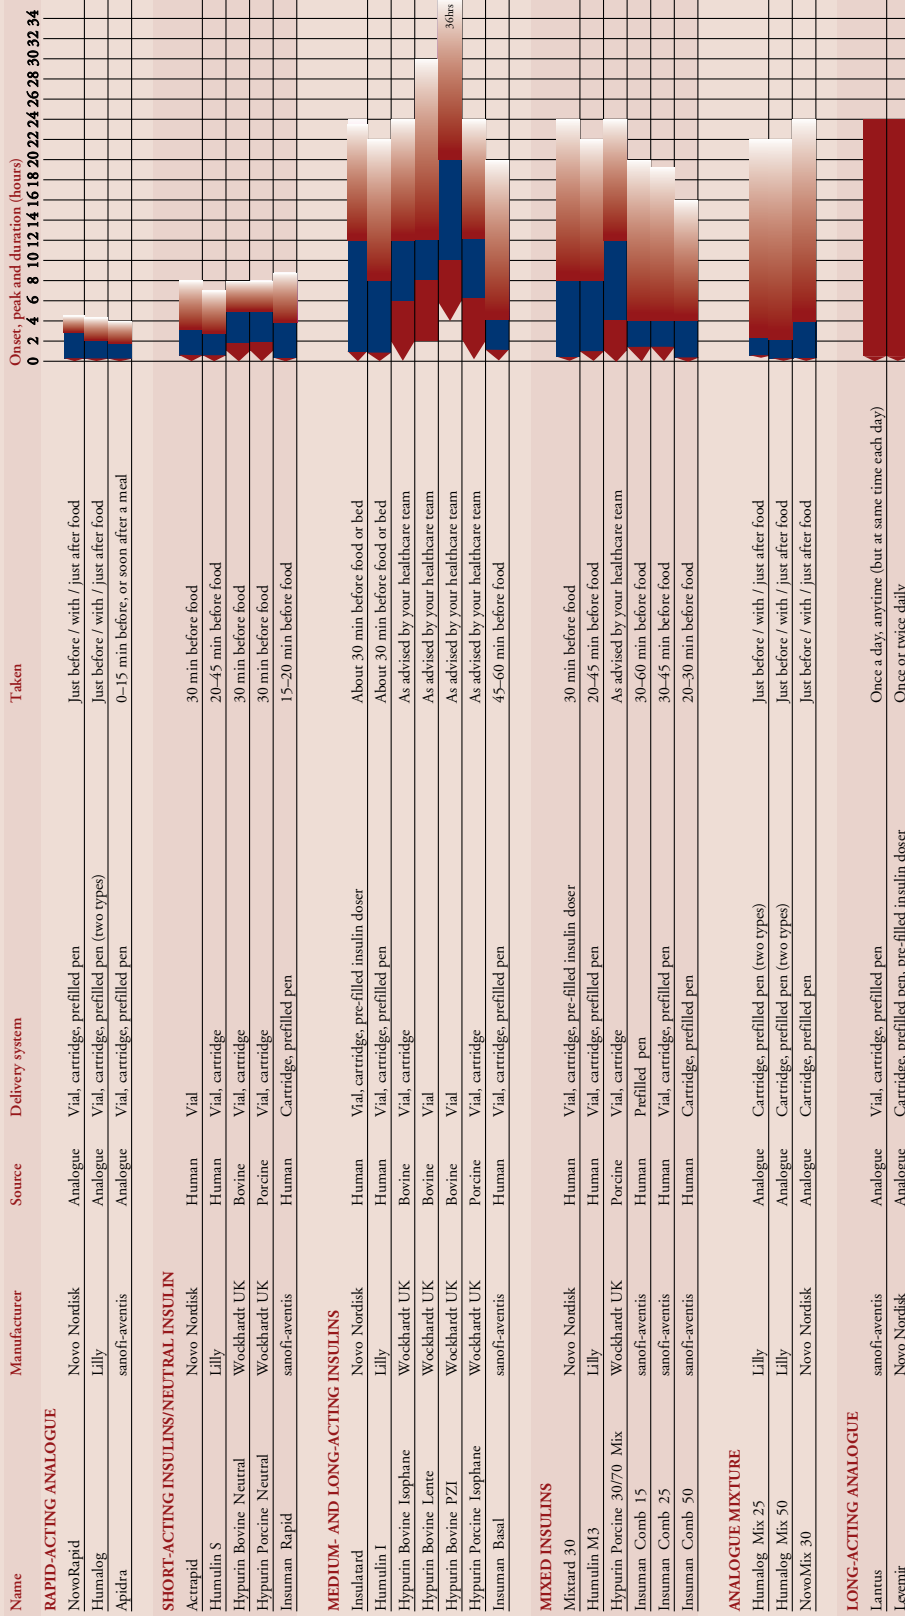 Name Manufacturer Source Delivery system Taken Onset, peak and duration (hours)
0 2 4 6 8 10 12 14 16 18 20 22 24 26 28 30 32 34
RAPID-ACTING ANALOGUE
NovoRapid Novo Nordisk Analogue Vial, cartridge, prefilled pen Just before / with / just after food
Humalog Lilly Analogue Vial, cartridge, prefilled pen (two types) Just before / with / just after food
Apidra sanofi-aventis Analogue Vial, cartridge, prefilled pen 0–15 min before, or soon after a meal
SHORT-ACTING INSULINS/NEUTRAL INSULIN
Actrapid Novo Nordisk Human Vial 30 min before food
Humulin S Lilly Human Vial, cartridge 20–45 min before food
Hypurin Bovine Neutral Wockhardt UK Bovine Vial, cartridge 30 min before food
Hypurin Porcine Neutral Wockhardt UK Porcine Vial, cartridge 30 min before food
Insuman Rapid sanofi-aventis Human Cartridge, prefilled pen 15–20 min before food
MEDIUM- AND LONG-ACTING INSULINS
Insulatard Novo Nordisk Human Vial, cartridge, pre-filled insulin doser About 30 min before food or bed
Humulin I Lilly Human Vial, cartridge, prefilled pen About 30 min before food or bed
Hypurin Bovine Isophane Wockhardt UK Bovine Vial, cartridge As advised by your healthcare team
Hypurin Bovine Lente Wockhardt UK Bovine Vial As advised by your healthcare team
Hypurin Bovine PZI Wockhardt UK Bovine Vial As advised by your healthcare team 36hrs
Hypurin Porcine Isophane Wockhardt UK Porcine Vial, cartridge As advised by your healthcare team
Insuman Basal sanofi-aventis Human Vial, cartridge, prefilled pen 45–60 min before food
MIXED INSULINS
Mixtard 30 Novo Nordisk Human Vial, cartridge, pre-filled insulin doser 30 min before food
Humulin M3 Lilly Human Vial, cartridge, prefilled pen 20–45 min before food
Hypurin Porcine 30/70 Mix Wockhardt UK Porcine Vial, cartridge As advised by your healthcare team
Insuman Comb 15 sanofi-aventis Human Prefilled pen 30–60 min before food
Insuman Comb 25 sanofi-aventis Human Vial, cartridge, prefilled pen 30–45 min before food
Insuman Comb 50 sanofi-aventis Human Cartridge, prefilled pen 20–30 min before food
ANALOGUE MIXTURE
Humalog Mix 25 Lilly Analogue Cartridge, prefilled pen (two types) Just before / with / just after food
Humalog Mix 50 Lilly Analogue Cartridge, prefilled pen (two types) Just before / with / just after food
NovoMix 30 Novo Nordisk Analogue Cartridge, prefilled pen Just before / with / just after food
LONG-ACTING ANALOGUE
Lantus sanofi-aventis Analogue Vial, cartridge, prefilled pen Once a day, anytime (but at same time each day)
Levemir Novo Nordisk Analogue Cartridge, prefilled pen, pre-filled insulin doser Once or twice daily